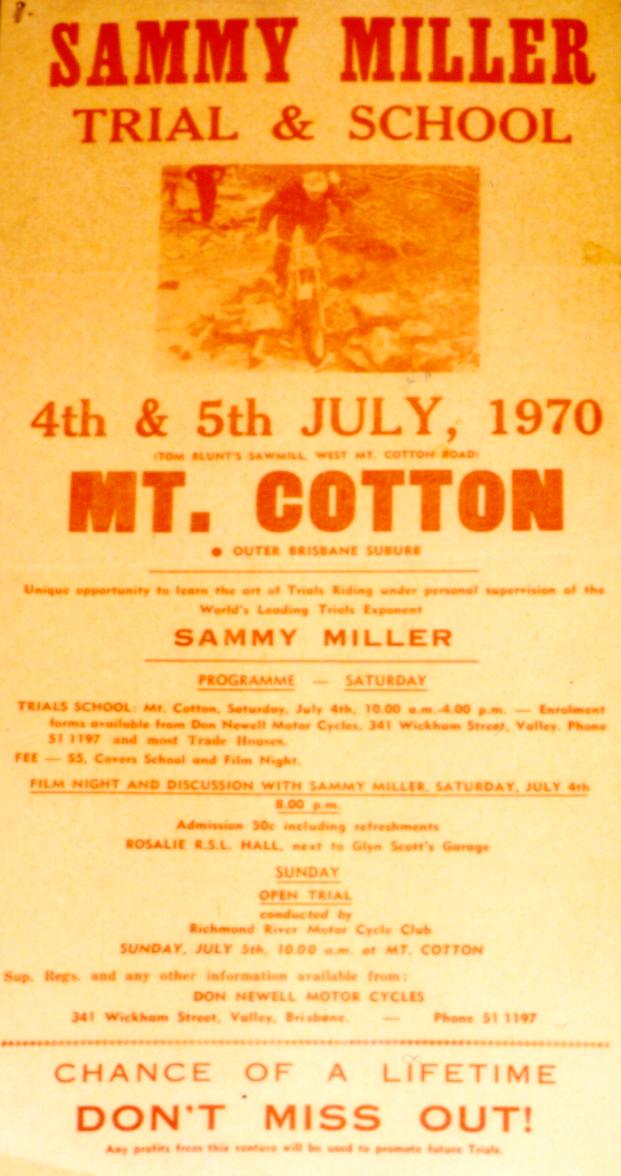 SAMMY MILLER
TRIAL & SCHOOL
4th & 5th JULY, 1970
(TOM BLUNT'S SAWMILL, WEST MT. COTTON ROAD)
MT. COTTON
● OUTER BRISBANE SUBURB
Unique opportunity to learn the art of Trials Riding under personal supervision of the
World's Leading Trials Exponent
SAMMY MILLER
PROGRAMME — SATURDAY
TRIALS SCHOOL: Mt. Cotton, Saturday, July 4th, 10.00 a.m.-4.00 p.m. — Enrolment
forms available from Don Newell Motor Cycles, 341 Wickham Street, Valley. Phone
51 1197 and most Trade Houses.
FEE — $5, Covers School and Film Night.
FILM NIGHT AND DISCUSSION WITH SAMMY MILLER, SATURDAY, JULY 4th
8.00 p.m.
Admission 50c including refreshments
ROSALIE R.S.L. HALL, next to Glyn Scott's Garage
SUNDAY
OPEN TRIAL
conducted by
Richmond River Motor Cycle Club
SUNDAY, JULY 5th, 10.00 a.m. at MT. COTTON
Sup. Regs. and any other information available from:
DON NEWELL MOTOR CYCLES
341 Wickham Street, Valley, Brisbane. — Phone 51 1197
CHANCE OF A LIFETIME
DON'T MISS OUT!
Any profits from this venture will be used to promote future Trials.